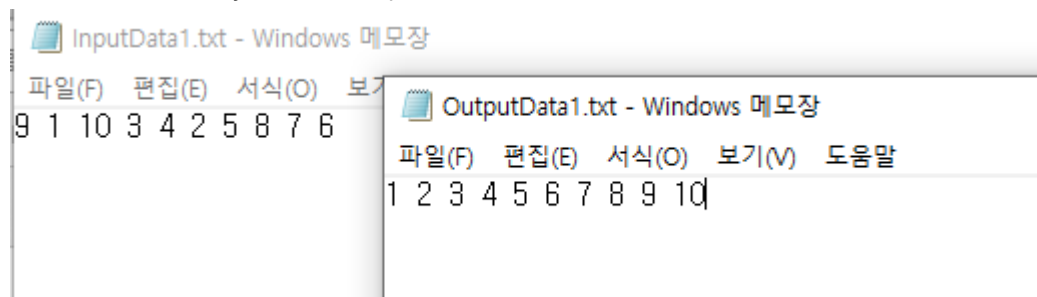 InputData1.txt - Windows 메모장
파일(F) 편집(E) 서식(O)
9 1 10 3 4 2 5 8 7 6
OutputData1.txt - Windows 메모장
파일(F) 편집(E) 서식(O) 보기(V) 도움말
1 2 3 4 5 6 7 8 9 10